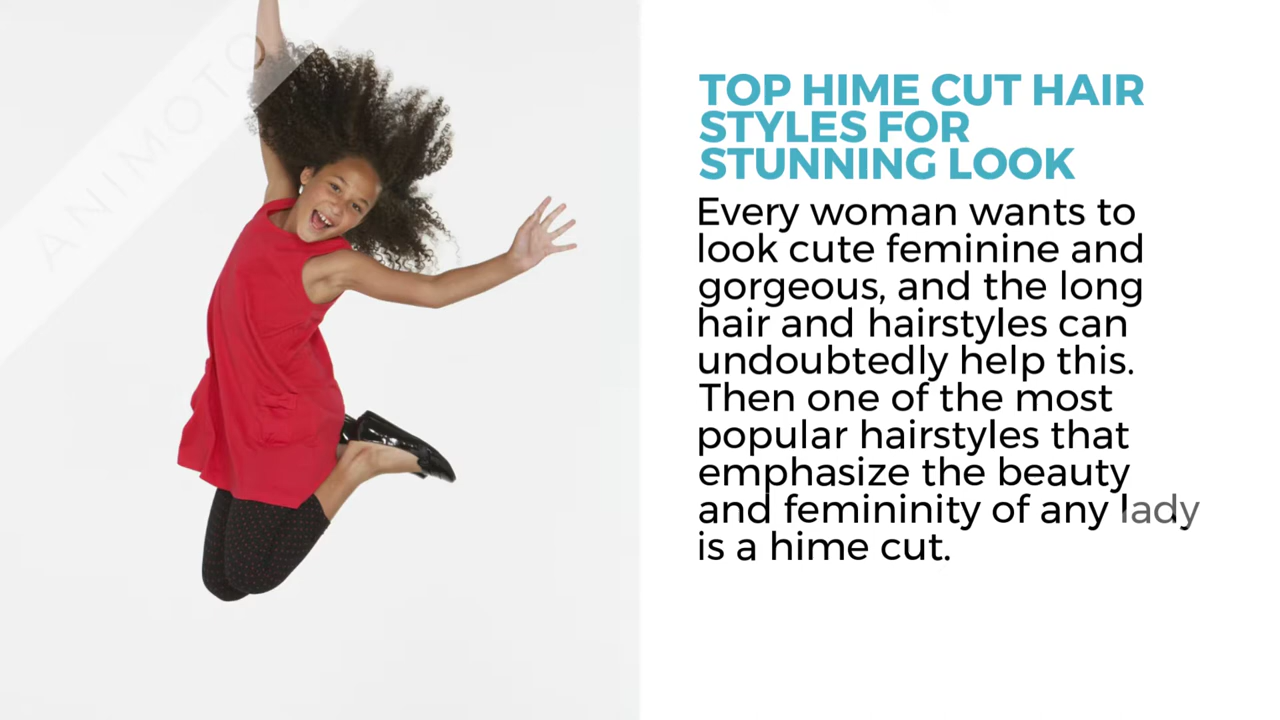 ANIMOTO
TOP HIME CUT HAIR
STYLES FOR
STUNNING LOOK
Every woman wants to
look cute feminine and
gorgeous, and the long
hair and hairstyles can
undoubtedly help this.
Then one of the most
popular hairstyles that
emphasize the beauty
and femininity of any lady
is a hime cut.